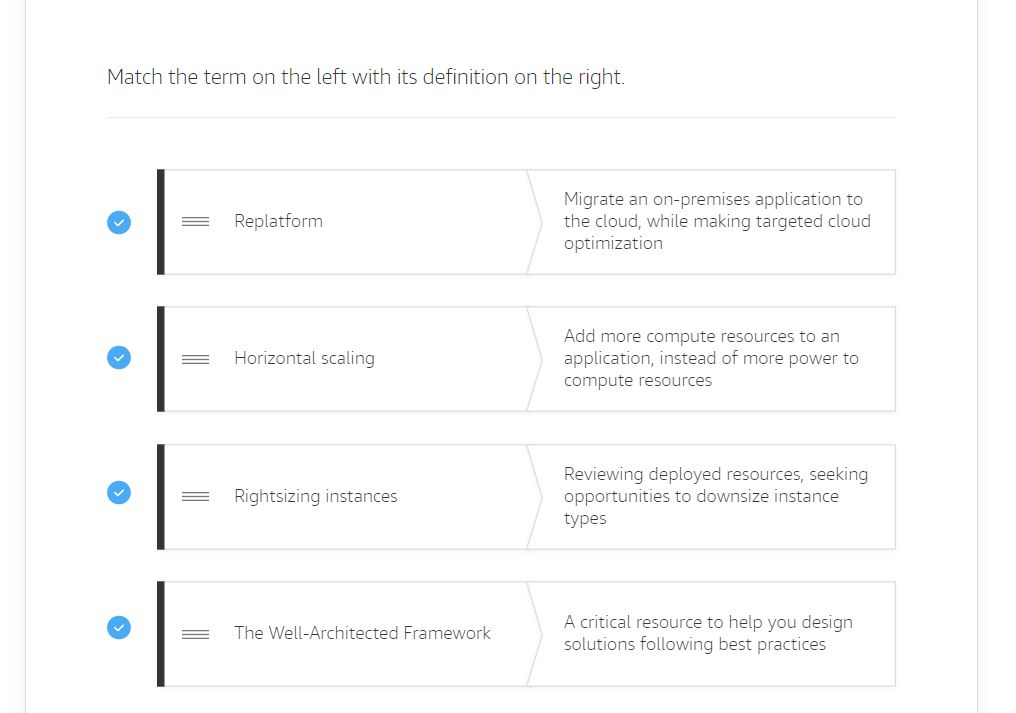 Match the term on the left with its definition on the right.
Replatform
Migrate an on-premises application to
the cloud, while making targeted cloud
optimization
Horizontal scaling
Add more compute resources to an
application, instead of more power to
compute resources
Rightsizing instances
Reviewing deployed resources, seeking
opportunities to downsize instance
types
The Well-Architected Framework
A critical resource to help you design
solutions following best practices